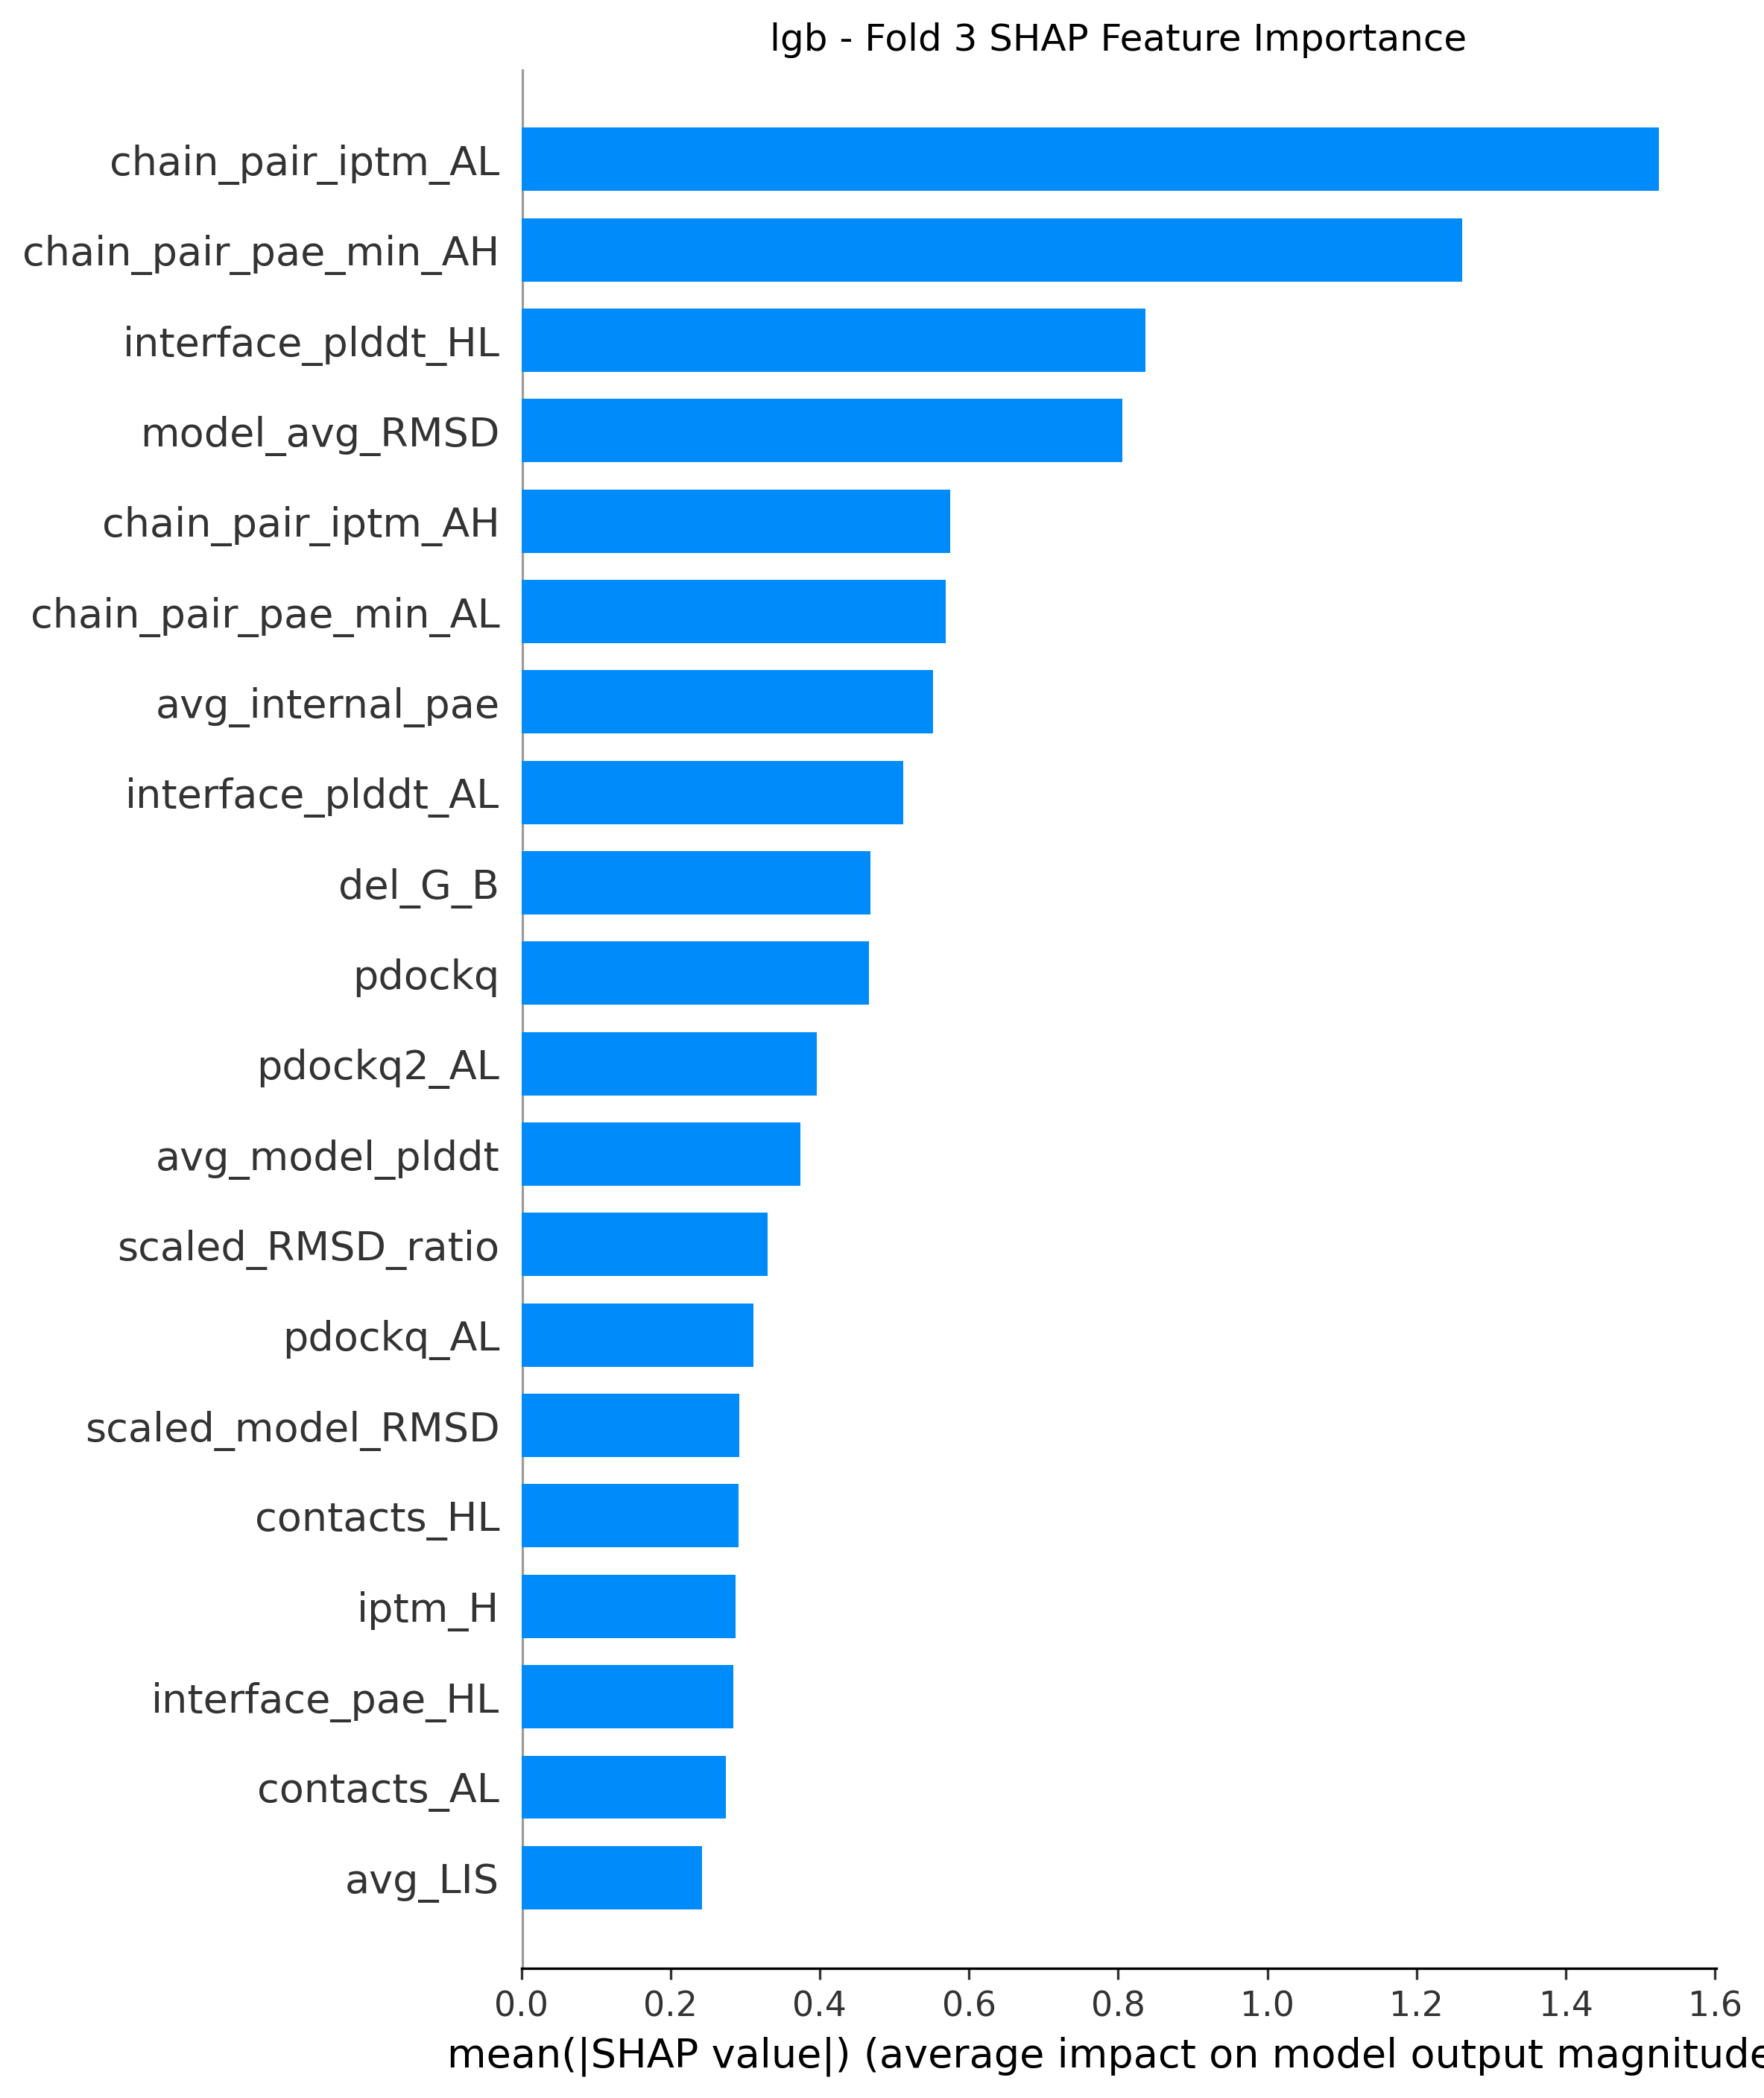 lgb - Fold 3 SHAP Feature Importance
chain_pair_iptm_AL
chain_pair_pae_min_AH
interface_plddt_HL
model_avg_RMSD
chain_pair_iptm_AH
chain_pair_pae_min_AL
avg_internal_pae
interface_plddt_AL
del_G_B
pdockq
pdockq2_AL
avg_model_plddt
scaled_RMSD_ratio
pdockq_AL
scaled_model_RMSD
contacts_HL
iptm_H
interface_pae_HL
contacts_AL
avg_LIS
0.0 0.2 0.4 0.6 0.8 1.0 1.2 1.4 1.6
mean(|SHAP value|) (average impact on model output magnitude